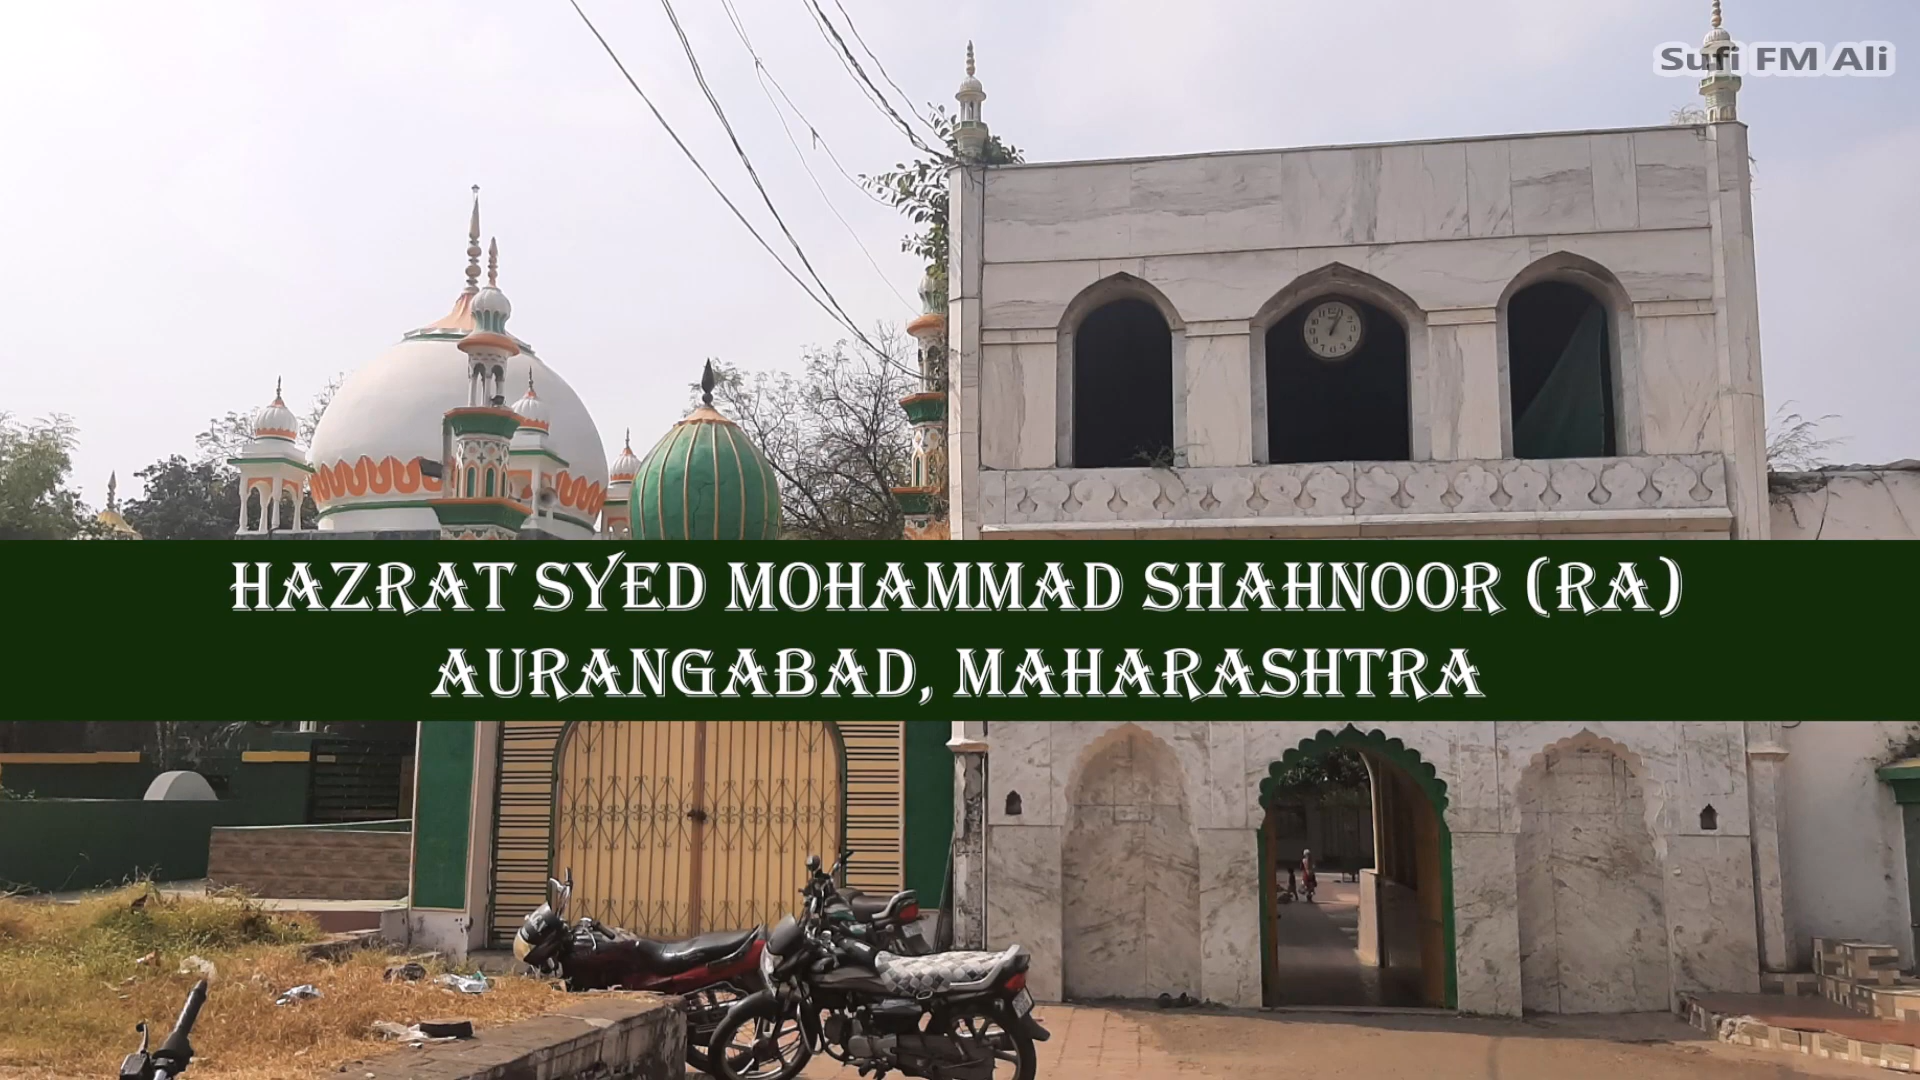 Sufi FM Ali
HAZRAT SYED MOHAMMAD SHAHNOOR (RA)
AURANGABAD, MAHARASHTRA